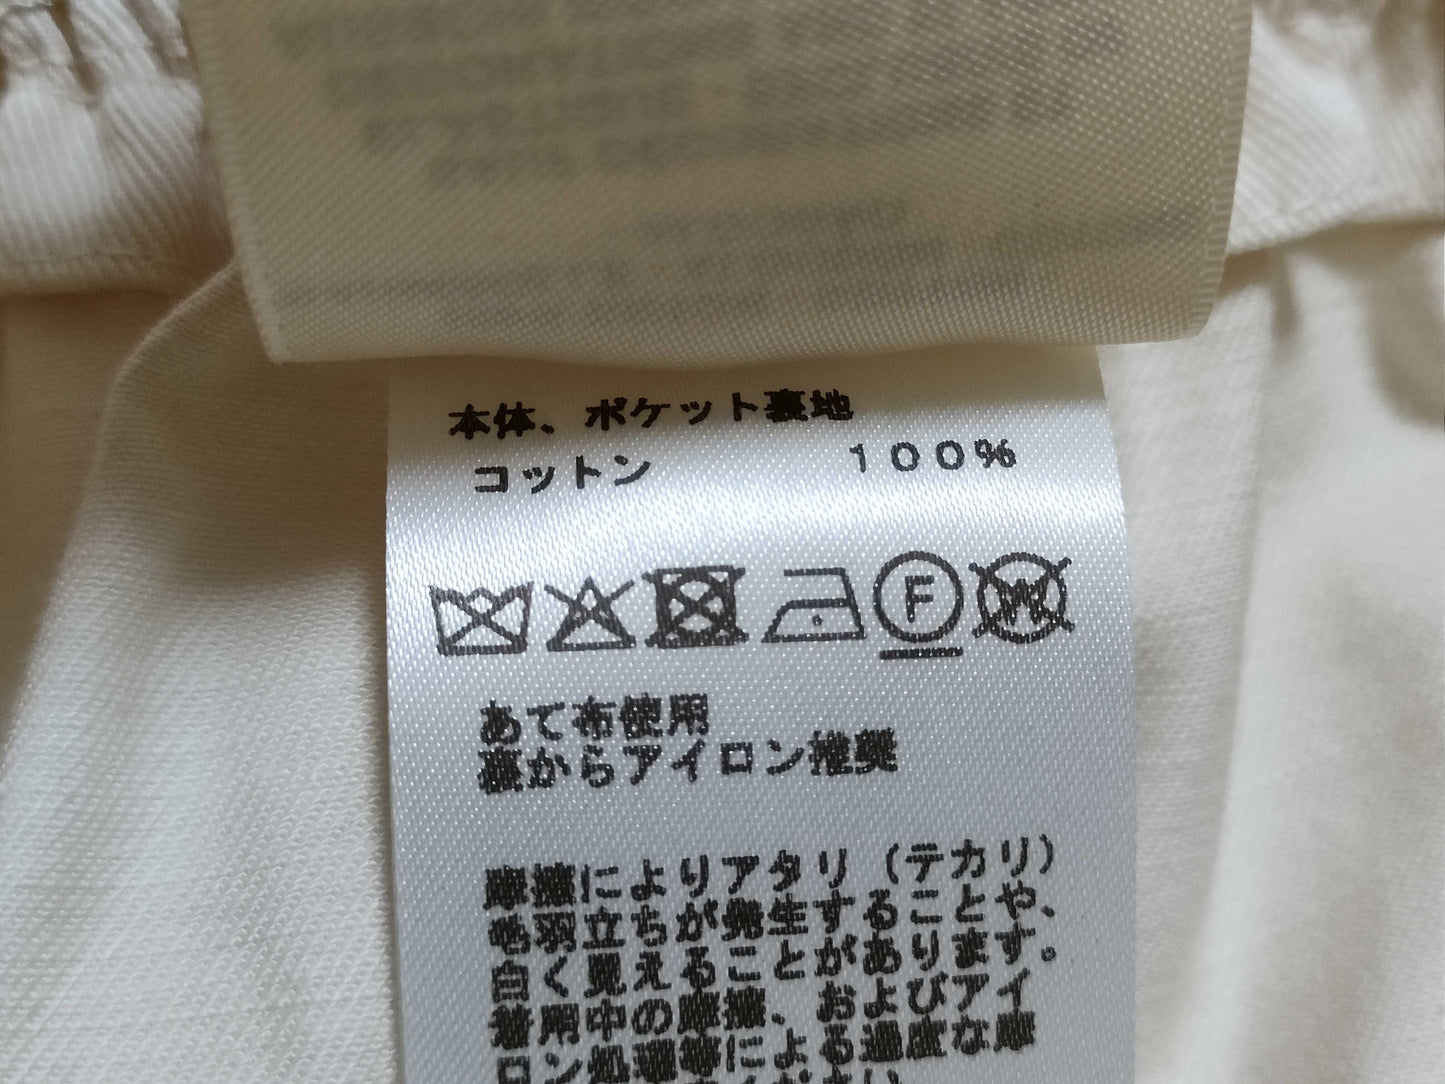 本体、ポケット裏地
コットン 100%
F W
あて布使用
裏からアイロン推奨
摩擦によりアタリ(テカリ)
毛羽立ちが発生することや、
白く見えることがあります。
着用中の摩擦、およびアイ
ロン処理等による過度な摩
ください